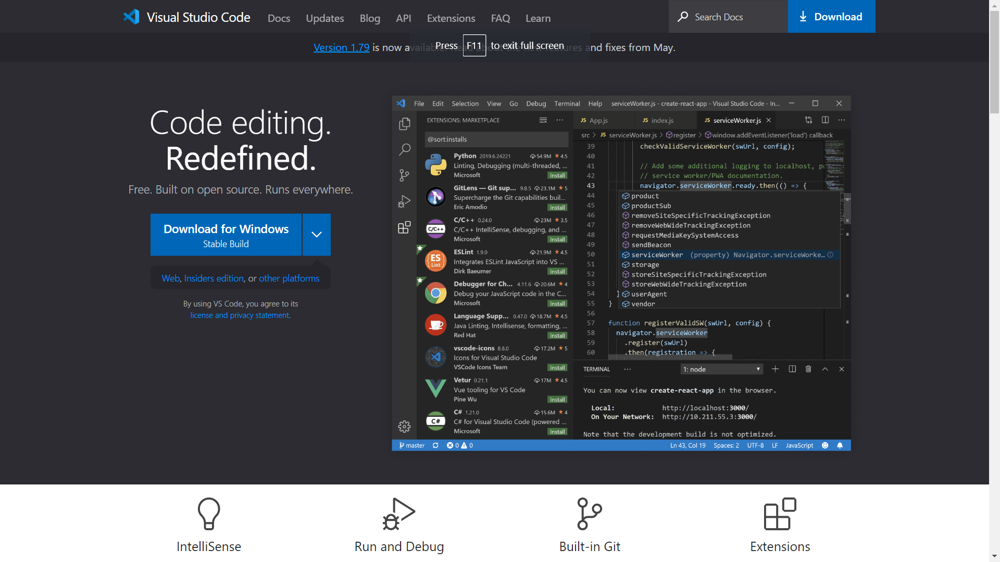 Visual Studio Code Docs Updates Blog API Extensions FAQ Learn Search Docs Download
Version 1.79 is now available! Read about the new features and fixes from May.
Press F11 to exit full screen
Code editing.
Redefined.
Free. Built on open source. Runs everywhere.
Download for Windows
Stable Build
Web, Insiders edition, or other platforms
By using VS Code, you agree to its
license and privacy statement.
File Edit Selection View Go Debug Terminal Help serviceWorker.js - create-react-app - Visual Studio Code - In...
EXTENSIONS: MARKETPLACE
@sort:installs
Python 2019.6.24221 54.9M 4.5
Linting, Debugging (multi-threaded, ...
Microsoft Install
GitLens — Git sup... 9.8.5 23.1M 5
Supercharge the Git capabilities buil...
Eric Amodio Install
C/C++
C/C++ 0.24.0 23M 3.5
C/C++ IntelliSense, debugging, and ...
Microsoft Install
ES
Lint
ESLint 1.9.0 21.9M 4.5
Integrates ESLint JavaScript into VS ...
Dirk Baeumer Install
Debugger for Ch... 4.11.6 20.6M 4
Debug your JavaScript code in the C...
Microsoft Install
Language Supp... 0.47.0 18.7M 4.5
Java Linting, Intellisense, formatting, ...
Red Hat Install
vscode-icons 8.8.0 17.2M 5
Icons for Visual Studio Code
VSCode Icons Team Install
Vetur 0.21.1 17M 4.5
Vue tooling for VS Code
Pine Wu Install
C#
C# 1.21.0 15.6M 4
C# for Visual Studio Code (powered ...
Microsoft Install
JS App.js JS index.js JS serviceWorker.js
src > JS serviceWorker.js > register > window.addEventListener('load') callback
39 checkValidServiceWorker(swUrl, config);
40
41 // Add some additional logging to localhost, po
42 // service worker/PWA documentation.
43 navigator.serviceWorker.ready.then(() => {
44 product
45 productSub
46 removeSiteSpecificTrackingException
47 removeWebWideTrackingException
48 requestMediaKeySystemAccess
49 sendBeacon
50 serviceWorker (property) Navigator.serviceWorke...
51 storage
52 storeSiteSpecificTrackingException
53 storeWebWideTrackingException
54 } userAgent
55 } vendor
56
57 function registerValidSW(swUrl, config) {
58 navigator.serviceWorker
59 .register(swUrl)
60 .then(registration => {
TERMINAL ... 1: node
You can now view create-react-app in the browser.
Local: http://localhost:3000/
On Your Network: http://10.211.55.3:3000/
Note that the development build is not optimized.
master 0 0 Ln 43, Col 19 Spaces: 2 UTF-8 LF JavaScript
IntelliSense Run and Debug Built-in Git Extensions